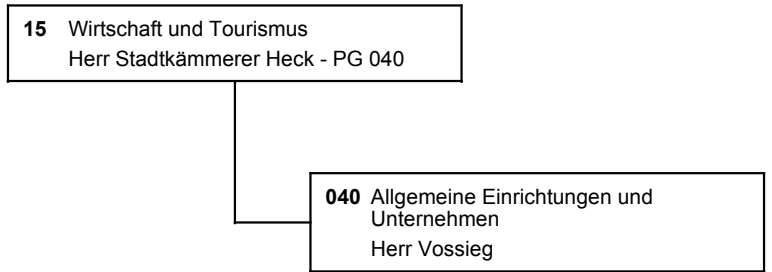 15 Wirtschaft und Tourismus
Herr Stadtkämmerer Heck - PG 040
040 Allgemeine Einrichtungen und
Unternehmen
Herr Vossieg